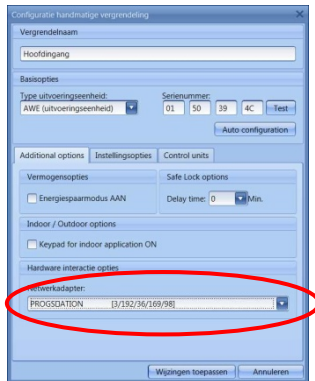 Configuratie handmatige vergrendeling
Vergrendelnaam
Hoofdingang
Basisopties
Type uitvoeringseenheid: Serienummer:
AWE (uitvoeringseenheid) 01 50 39 4C Test
Auto configuration
Additional options Instellingsopties Control units
Vermogensopties Safe Lock options
Energiespaarmodus AAN Delay time: 0 Min.
Indoor / Outdoor options
Keypad for indoor application ON
Hardware interactie opties
Netwerkadapter:
[3/192/36/169/98]
Wijzingen toepassen Annuleren